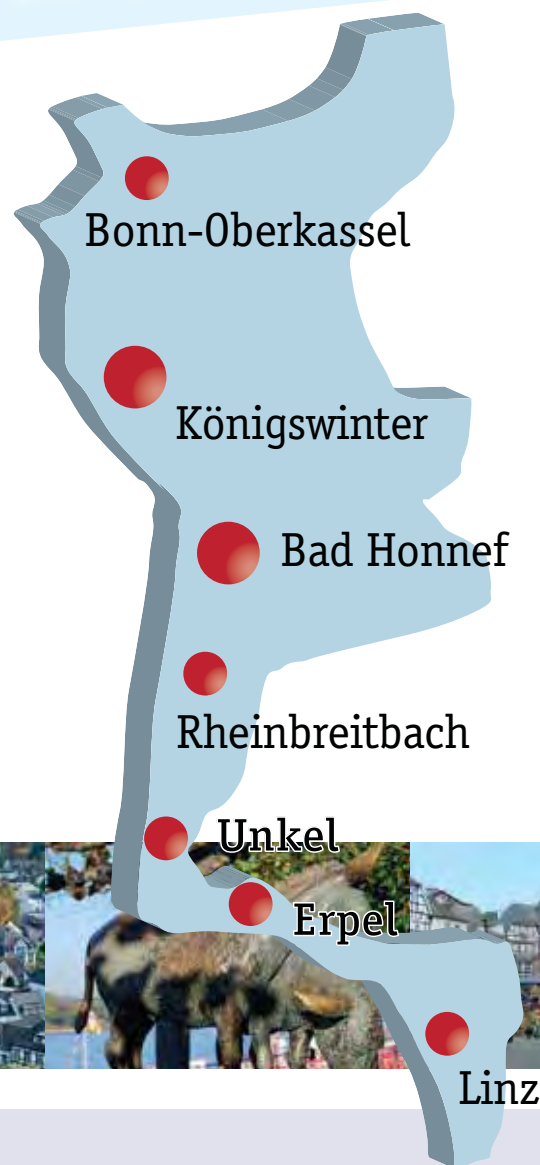 Bonn-Oberkassel
Königswinter
Bad Honnef
Rheinbreitbach
Unkel
Erpel
Linz